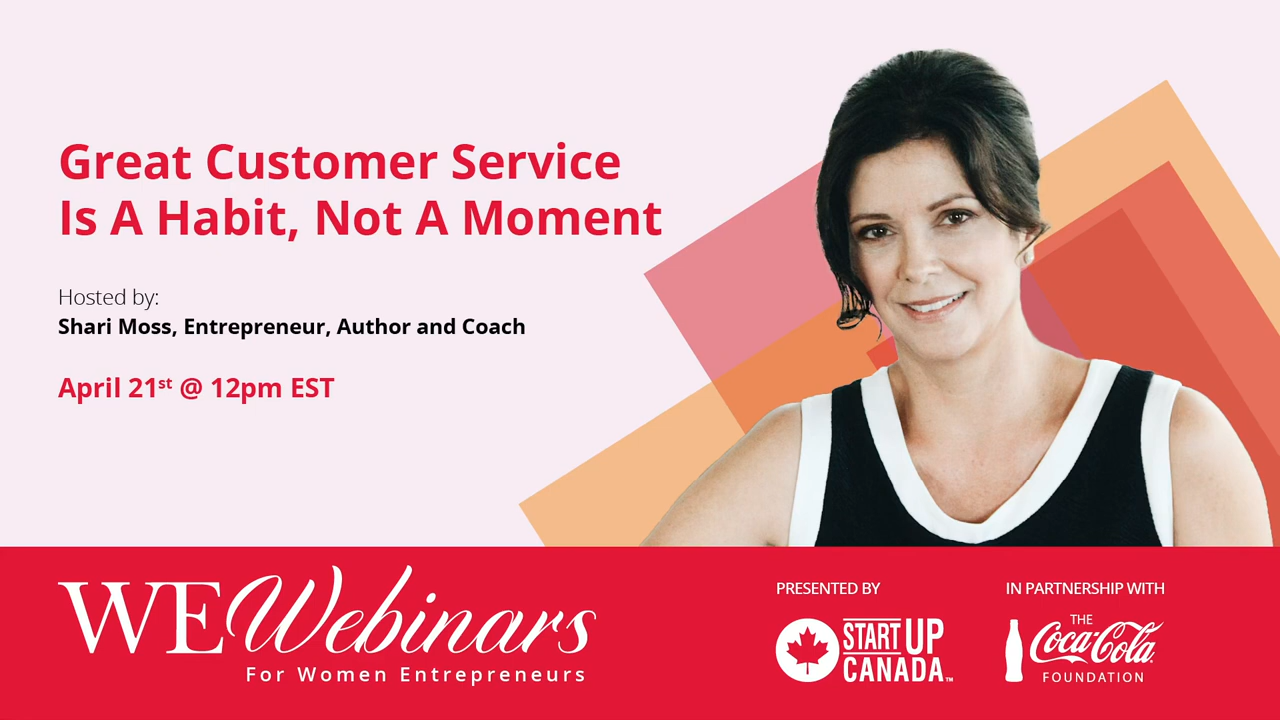 Great Customer Service
Is A Habit, Not A Moment
Hosted by:
Shari Moss, Entrepreneur, Author and Coach
April 21st @ 12pm EST
WE Webinars
For Women Entrepreneurs
PRESENTED BY
START UP
CANADA™
IN PARTNERSHIP WITH
THE
Coca-Cola
FOUNDATION